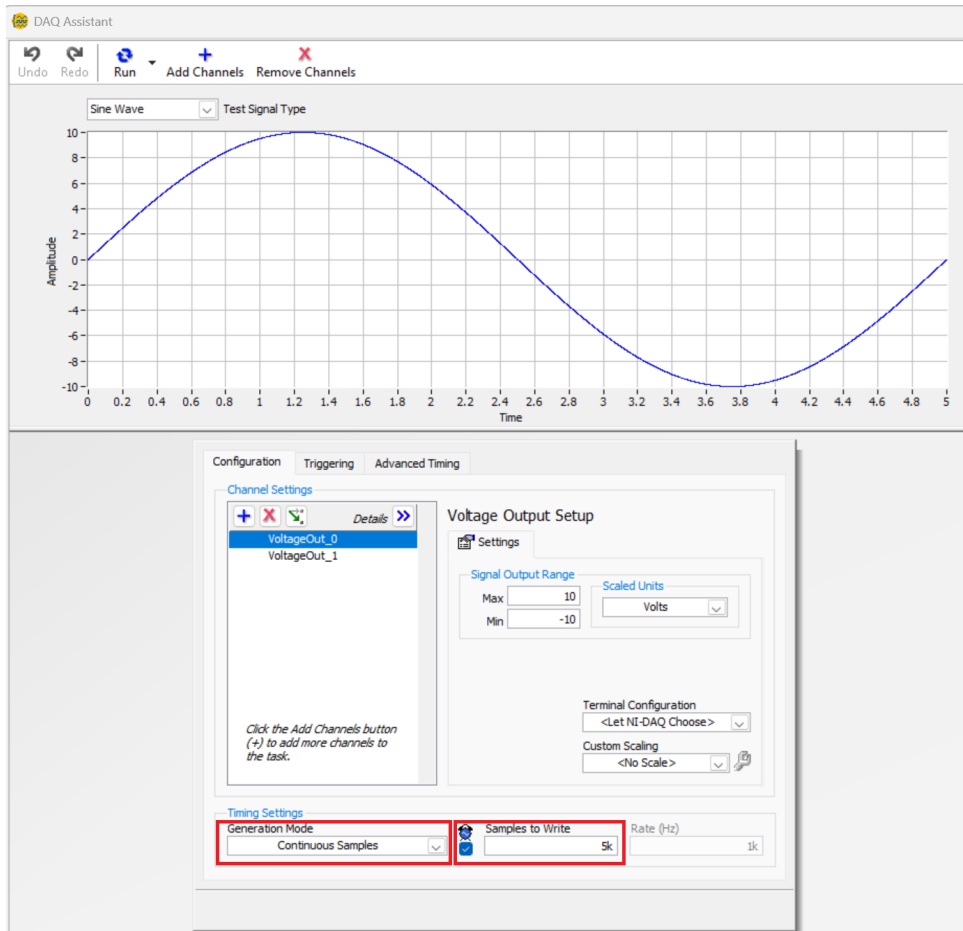 DAQ Assistant
Undo Redo Run Add Channels Remove Channels
Sine Wave Test Signal Type
10
8
6
4
2
0
-2
-4
-6
-8
-10
Amplitude
0 0.2 0.4 0.6 0.8 1 1.2 1.4 1.6 1.8 2 2.2 2.4 2.6 2.8 3 3.2 3.4 3.6 3.8 4 4.2 4.4 4.6 4.8 5
Time
Configuration Triggering Advanced Timing
Channel Settings
Details
VoltageOut_0
VoltageOut_1
Click the Add Channels button
(+) to add more channels to
the task.
Voltage Output Setup
Settings
Signal Output Range
Max 10
Min -10
Scaled Units
Volts
Terminal Configuration
<Let NI-DAQ Choose>
Custom Scaling
<No Scale>
Timing Settings
Generation Mode Samples to Write Rate (Hz)
Continuous Samples 5k 1k